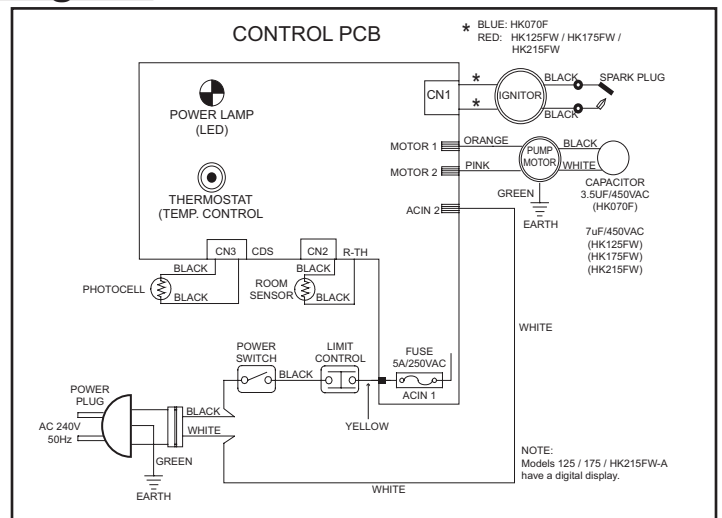 CONTROL PCB
* BLUE: HK070F
RED: HK125FW / HK175FW /
HK215FW
POWER LAMP
(LED)
THERMOSTAT
(TEMP. CONTROL
CN1
*
*
IGNITOR
BLACK
BLACK
SPARK PLUG
MOTOR 1
ORANGE
MOTOR 2
PINK
PUMP
MOTOR
BLACK
WHITE
GREEN
EARTH
CAPACITOR
3.5UF/450VAC
(HK070F)
7uF/450VAC
(HK125FW)
(HK175FW)
(HK215FW)
ACIN 2
CN3
CDS
CN2
R-TH
BLACK
BLACK
PHOTOCELL
BLACK
ROOM
SENSOR
BLACK
WHITE
POWER
SWITCH
BLACK
LIMIT
CONTROL
FUSE
5A/250VAC
ACIN 1
YELLOW
POWER
PLUG
AC 240V
50Hz
BLACK
WHITE
GREEN
EARTH
WHITE
NOTE:
Models 125 / 175 / HK215FW-A
have a digital display.